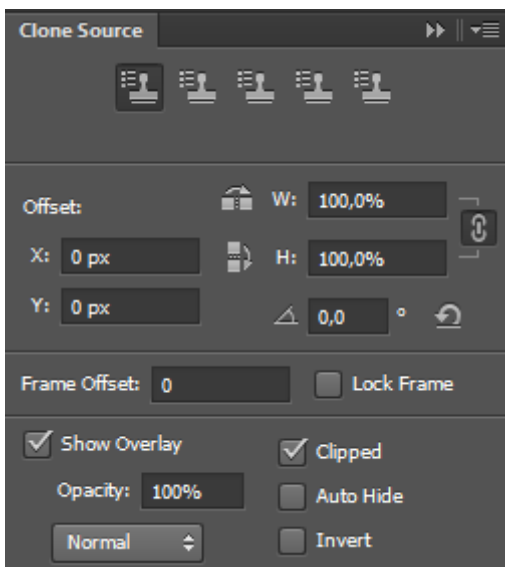 Clone Source
Offset: W: 100,0%
X: 0 px H: 100,0%
Y: 0 px 0,0 °
Frame Offset: 0 Lock Frame
Show Overlay Clipped
Opacity: 100% Auto Hide
Normal Invert